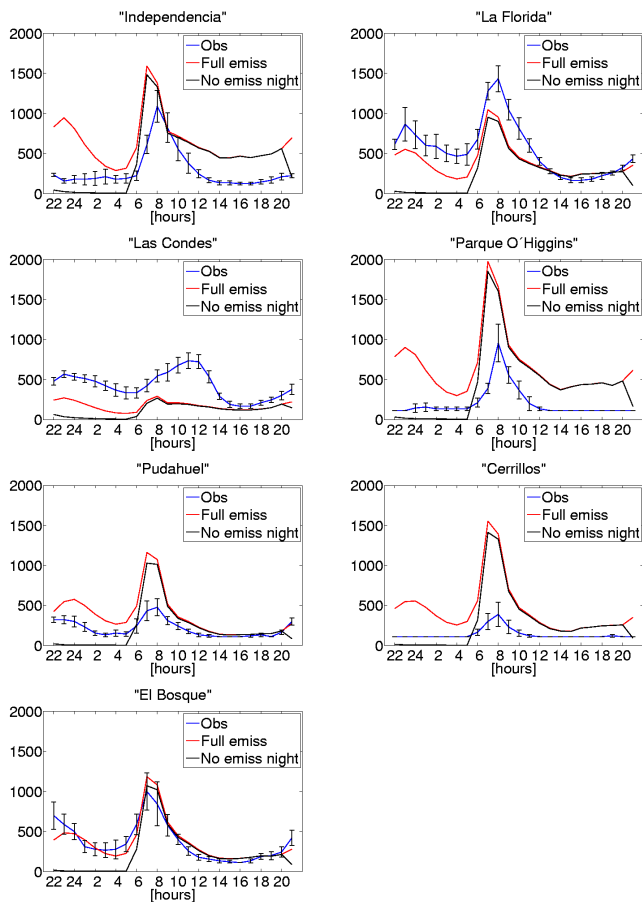 "Independencia"
2000
1500
1000
500
0
Obs
Full emiss
No emiss night
22 24 2 4 6 8 10 12 14 16 18 20
[hours]
"La Florida"
2000
1500
1000
500
0
Obs
Full emiss
No emiss night
22 24 2 4 6 8 10 12 14 16 18 20
[hours]
"Las Condes"
2000
1500
1000
500
0
Obs
Full emiss
No emiss night
22 24 2 4 6 8 10 12 14 16 18 20
[hours]
"Parque O´Higgins"
2000
1500
1000
500
0
Obs
Full emiss
No emiss night
22 24 2 4 6 8 10 12 14 16 18 20
[hours]
"Pudahuel"
2000
1500
1000
500
0
Obs
Full emiss
No emiss night
22 24 2 4 6 8 10 12 14 16 18 20
[hours]
"Cerrillos"
2000
1500
1000
500
0
Obs
Full emiss
No emiss night
22 24 2 4 6 8 10 12 14 16 18 20
[hours]
"El Bosque"
2000
1500
1000
500
0
Obs
Full emiss
No emiss night
22 24 2 4 6 8 10 12 14 16 18 20
[hours]